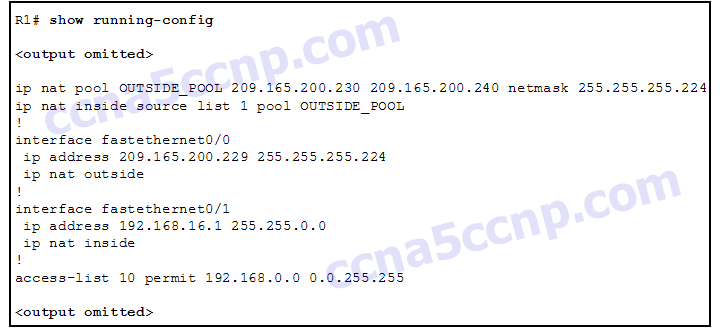 R1# show running-config
<output omitted>
ip nat pool OUTSIDE_POOL 209.165.200.230 209.165.200.240 netmask 255.255.255.224
ip nat inside source list 1 pool OUTSIDE_POOL
!
interface fastethernet0/0
 ip address 209.165.200.229 255.255.255.224
 ip nat outside
!
interface fastethernet0/1
 ip address 192.168.16.1 255.255.0.0
 ip nat inside
!
access-list 10 permit 192.168.0.0 0.0.255.255
<output omitted>
ccna5ccnp.com
ccna5ccnp.com